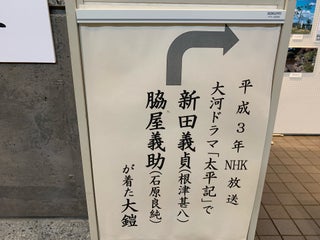 平成3年NHK放送
大河ドラマ「太平記」で
新田義貞(根津甚八)
脇屋義助(石原良純)
が着た大鎧